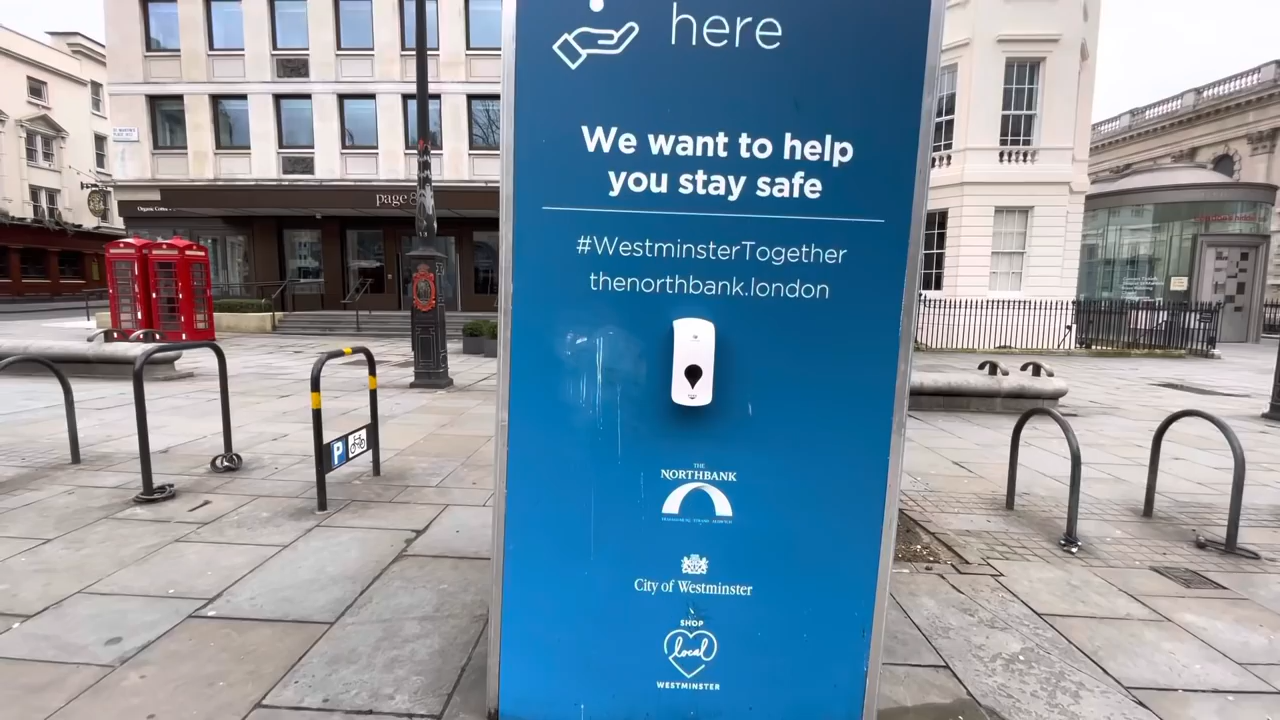 here
We want to help
you stay safe
#WestminsterTogether
thenorthbank.london
THE
NORTHBANK
City of Westminster
SHOP
local
WESTMINSTER
page
P